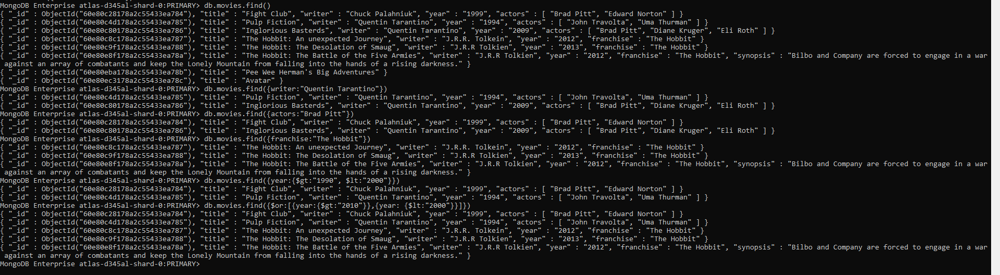 MongoDB Enterprise atlas-d345al-shard-0:PRIMARY> db.movies.find()
{ "_id" : ObjectId("60e80c28178a2c55433ea784"), "title" : "Fight Club", "writer" : "Chuck Palahniuk", "year" : "1999", "actors" : [ "Brad Pitt", "Edward Norton" ] }
{ "_id" : ObjectId("60e80c4d178a2c55433ea785"), "title" : "Pulp Fiction", "writer" : "Quentin Tarantino", "year" : "1994", "actors" : [ "John Travolta", "Uma Thurman" ] }
{ "_id" : ObjectId("60e80c80178a2c55433ea786"), "title" : "Inglorious Basterds", "writer" : "Quentin Tarantino", "year" : "2009", "actors" : [ "Brad Pitt", "Diane Kruger", "Eli Roth" ] }
{ "_id" : ObjectId("60e80c8c178a2c55433ea787"), "title" : "The Hobbit: An unexpected Journey", "writer" : "J.R.R. Tolkein", "year" : "2012", "franchise" : "The Hobbit" }
{ "_id" : ObjectId("60e80c9f178a2c55433ea788"), "title" : "The Hobbit: The Desolation of Smaug", "writer" : "J.R.R Tolkien", "year" : "2013", "franchise" : "The Hobbit" }
{ "_id" : ObjectId("60e80e8f178a2c55433ea78a"), "title" : "The Hobbit: The Battle of the Five Armies", "writer" : "J.R.R Tolkien", "year" : "2012", "franchise" : "The Hobbit", "synopsis" : "Bilbo and Company are forced to engage in a war
against an array of combatants and keep the Lonely Mountain from falling into the hands of a rising darkness." }
{ "_id" : ObjectId("60e80eba178a2c55433ea78b"), "title" : "Pee Wee Herman's Big Adventures" }
{ "_id" : ObjectId("60e80ec3178a2c55433ea78c"), "title" : "Avatar" }
MongoDB Enterprise atlas-d345al-shard-0:PRIMARY> db.movies.find({writer:"Quentin Tarantino"})
{ "_id" : ObjectId("60e80c4d178a2c55433ea785"), "title" : "Pulp Fiction", "writer" : "Quentin Tarantino", "year" : "1994", "actors" : [ "John Travolta", "Uma Thurman" ] }
{ "_id" : ObjectId("60e80c80178a2c55433ea786"), "title" : "Inglorious Basterds", "writer" : "Quentin Tarantino", "year" : "2009", "actors" : [ "Brad Pitt", "Diane Kruger", "Eli Roth" ] }
MongoDB Enterprise atlas-d345al-shard-0:PRIMARY> db.movies.find({actors:"Brad Pitt"})
{ "_id" : ObjectId("60e80c28178a2c55433ea784"), "title" : "Fight Club", "writer" : "Chuck Palahniuk", "year" : "1999", "actors" : [ "Brad Pitt", "Edward Norton" ] }
{ "_id" : ObjectId("60e80c80178a2c55433ea786"), "title" : "Inglorious Basterds", "writer" : "Quentin Tarantino", "year" : "2009", "actors" : [ "Brad Pitt", "Diane Kruger", "Eli Roth" ] }
MongoDB Enterprise atlas-d345al-shard-0:PRIMARY> db.movies.find({franchise:"The Hobbit"})
{ "_id" : ObjectId("60e80c8c178a2c55433ea787"), "title" : "The Hobbit: An unexpected Journey", "writer" : "J.R.R. Tolkein", "year" : "2012", "franchise" : "The Hobbit" }
{ "_id" : ObjectId("60e80c9f178a2c55433ea788"), "title" : "The Hobbit: The Desolation of Smaug", "writer" : "J.R.R Tolkien", "year" : "2013", "franchise" : "The Hobbit" }
{ "_id" : ObjectId("60e80e8f178a2c55433ea78a"), "title" : "The Hobbit: The Battle of the Five Armies", "writer" : "J.R.R Tolkien", "year" : "2012", "franchise" : "The Hobbit", "synopsis" : "Bilbo and Company are forced to engage in a war
against an array of combatants and keep the Lonely Mountain from falling into the hands of a rising darkness." }
MongoDB Enterprise atlas-d345al-shard-0:PRIMARY> db.movies.find({year:{$gt:"1990", $lt:"2000"}})
{ "_id" : ObjectId("60e80c28178a2c55433ea784"), "title" : "Fight Club", "writer" : "Chuck Palahniuk", "year" : "1999", "actors" : [ "Brad Pitt", "Edward Norton" ] }
{ "_id" : ObjectId("60e80c4d178a2c55433ea785"), "title" : "Pulp Fiction", "writer" : "Quentin Tarantino", "year" : "1994", "actors" : [ "John Travolta", "Uma Thurman" ] }
MongoDB Enterprise atlas-d345al-shard-0:PRIMARY> db.movies.find({$or:[{year:{$gt:"2010"}},{year: {$lt:"2000"}}]})
{ "_id" : ObjectId("60e80c28178a2c55433ea784"), "title" : "Fight Club", "writer" : "Chuck Palahniuk", "year" : "1999", "actors" : [ "Brad Pitt", "Edward Norton" ] }
{ "_id" : ObjectId("60e80c4d178a2c55433ea785"), "title" : "Pulp Fiction", "writer" : "Quentin Tarantino", "year" : "1994", "actors" : [ "John Travolta", "Uma Thurman" ] }
{ "_id" : ObjectId("60e80c8c178a2c55433ea787"), "title" : "The Hobbit: An unexpected Journey", "writer" : "J.R.R. Tolkein", "year" : "2012", "franchise" : "The Hobbit" }
{ "_id" : ObjectId("60e80c9f178a2c55433ea788"), "title" : "The Hobbit: The Desolation of Smaug", "writer" : "J.R.R Tolkien", "year" : "2013", "franchise" : "The Hobbit" }
{ "_id" : ObjectId("60e80e8f178a2c55433ea78a"), "title" : "The Hobbit: The Battle of the Five Armies", "writer" : "J.R.R Tolkien", "year" : "2012", "franchise" : "The Hobbit", "synopsis" : "Bilbo and Company are forced to engage in a war
against an array of combatants and keep the Lonely Mountain from falling into the hands of a rising darkness." }
MongoDB Enterprise atlas-d345al-shard-0:PRIMARY>